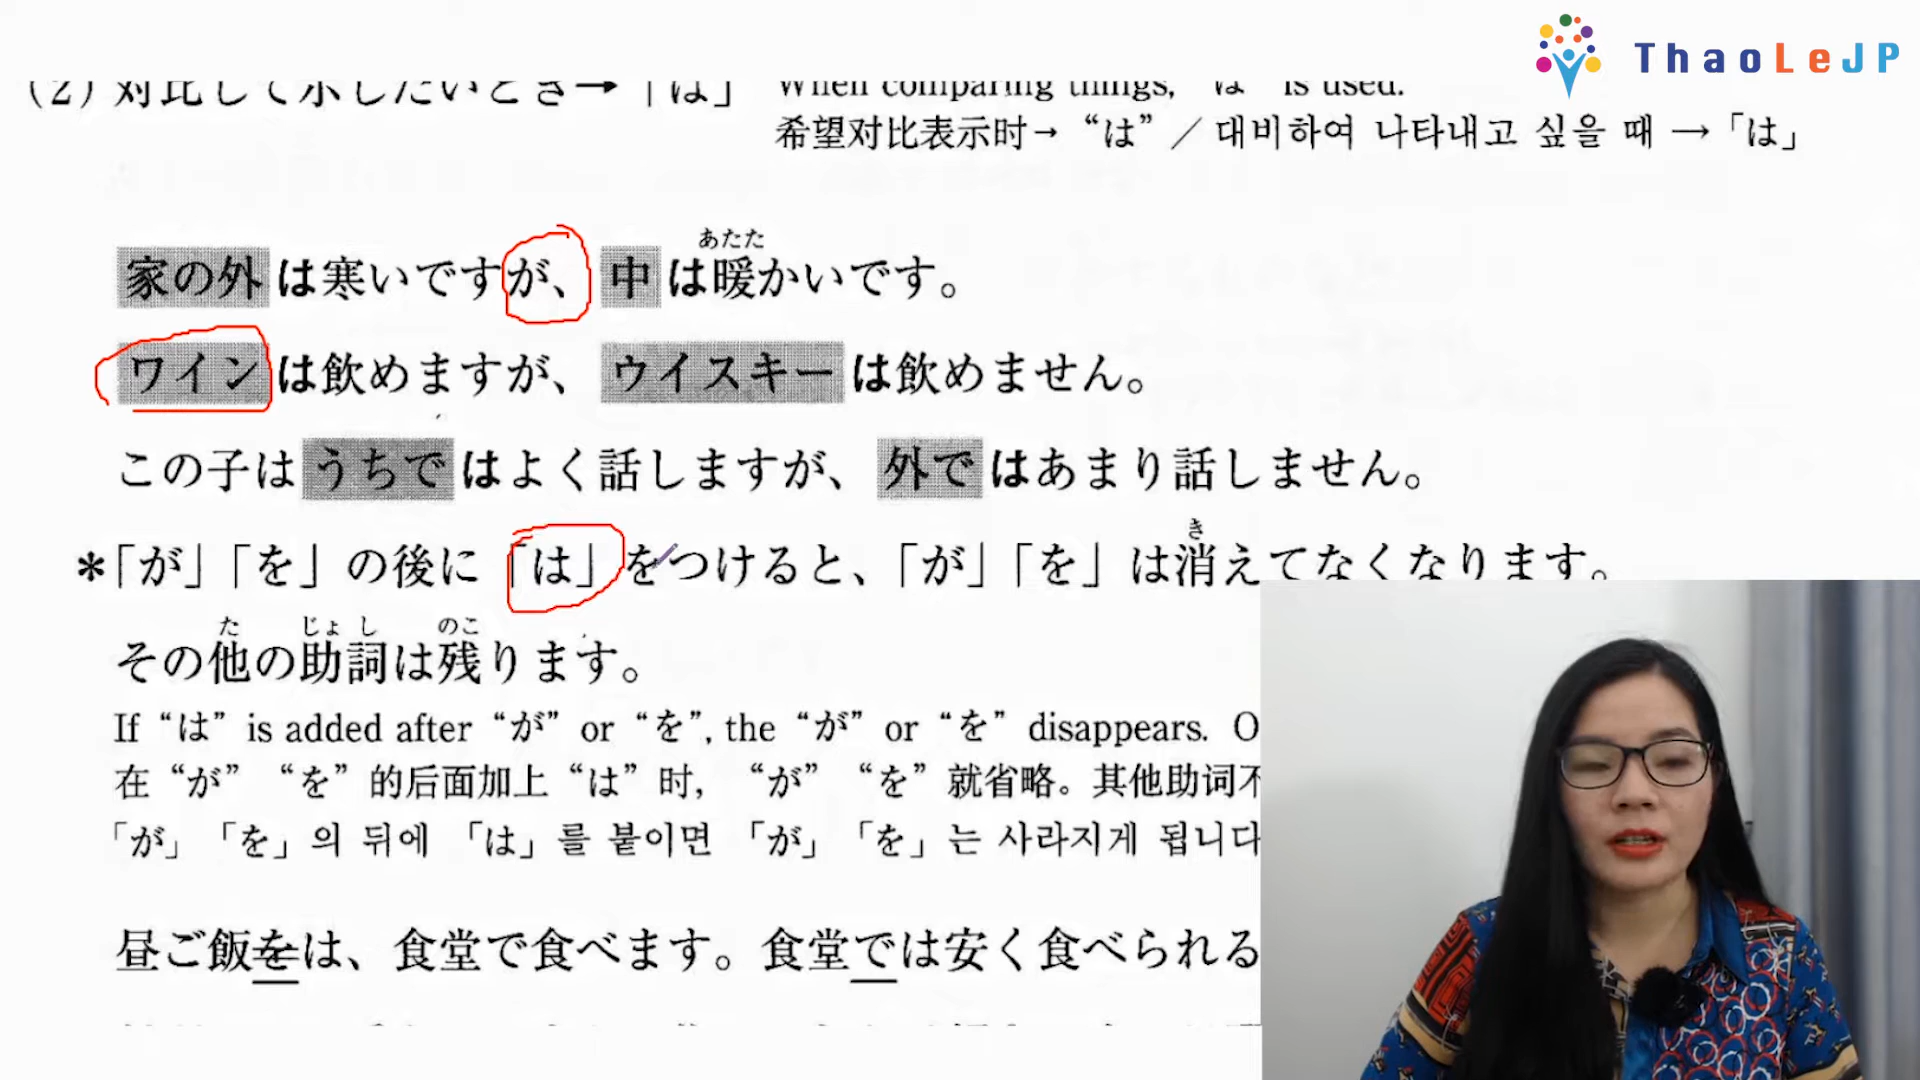 ThaoLeJP
(2) 対比して示したいとき→「は」 When comparing things, “は” is used.
希望对比表示时→ “は” ／ 대비하여 나타내고 싶을 때 →「は」
あたた
家の外は寒いですが、中は暖かいです。
ワインは飲めますが、ウイスキーは飲めません。
この子はうちではよく話しますが、外ではあまり話しません。
き
*「が」「を」の後に「は」をつけると、「が」「を」は消えてなくなります。
た じょ し のこ
その他の助詞は残ります。
If “は” is added after “が” or “を”, the “が” or “を” disappears. O
在“が” “を”的后面加上“は”时, “が” “を”就省略。其他助词不
「が」「を」의 뒤에 「は」를 붙이면 「が」「を」는 사라지게 됩니다
昼ご飯をは、食堂で食べます。食堂では安く食べられる